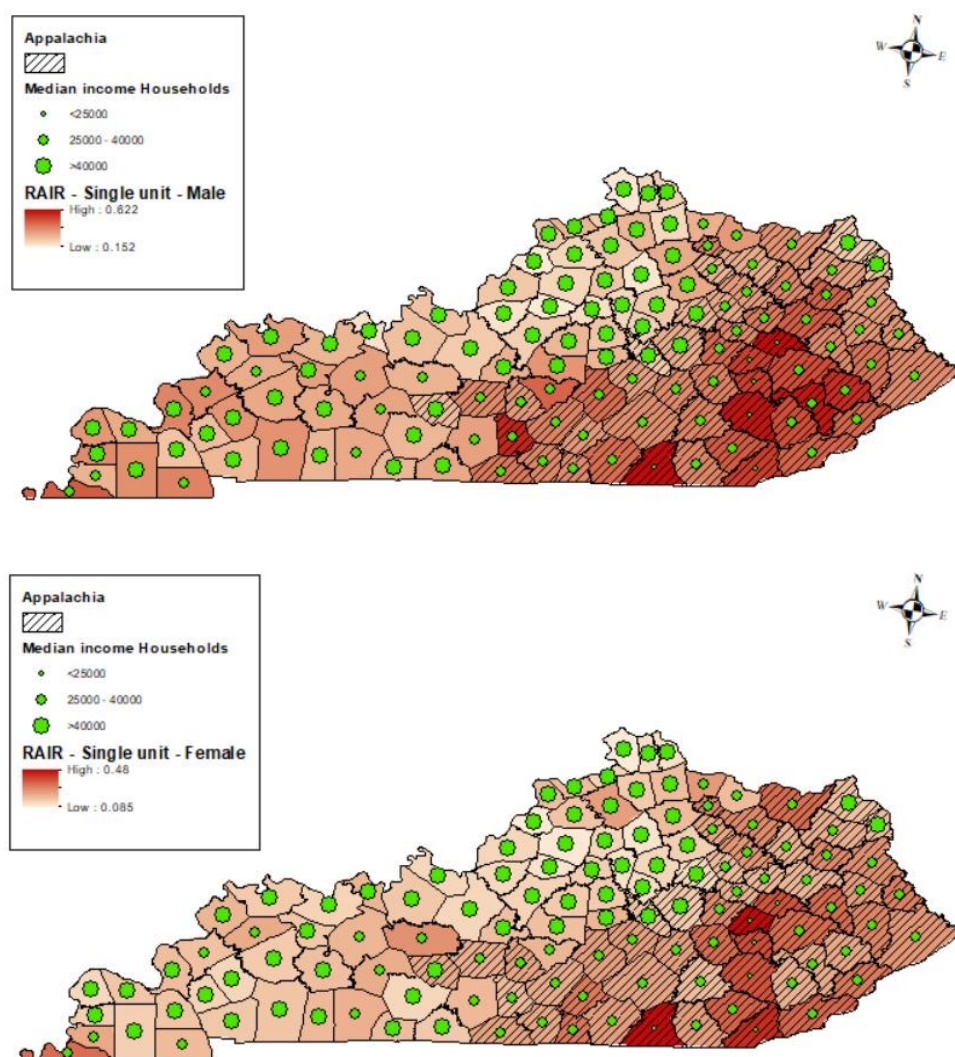 Appalachia
Median income Households
<25000
25000 - 40000
>40000
RAIR - Single unit - Male
High : 0.622
Low : 0.152
N
W
E
S
Appalachia
Median income Households
<25000
25000 - 40000
>40000
RAIR - Single unit - Female
High : 0.48
Low : 0.085
N
W
E
S